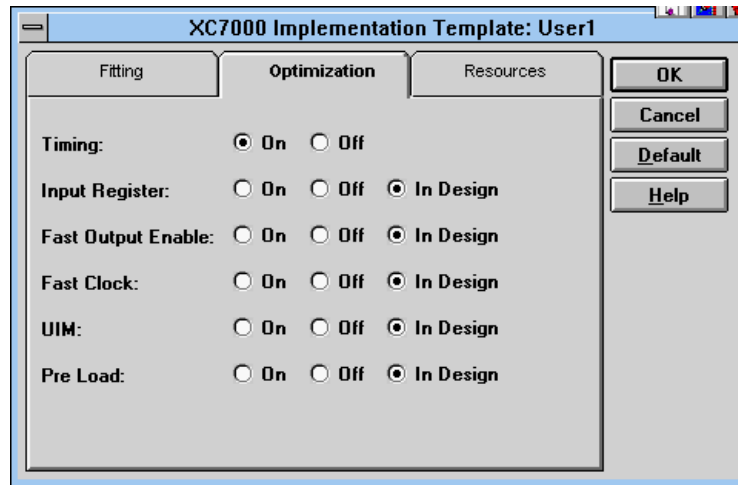 XC7000 Implementation Template: User1
Fitting
Optimization
Resources
OK
Cancel
Default
Help
Timing: On Off
Input Register: On Off In Design
Fast Output Enable: On Off In Design
Fast Clock: On Off In Design
UIM: On Off In Design
Pre Load: On Off In Design